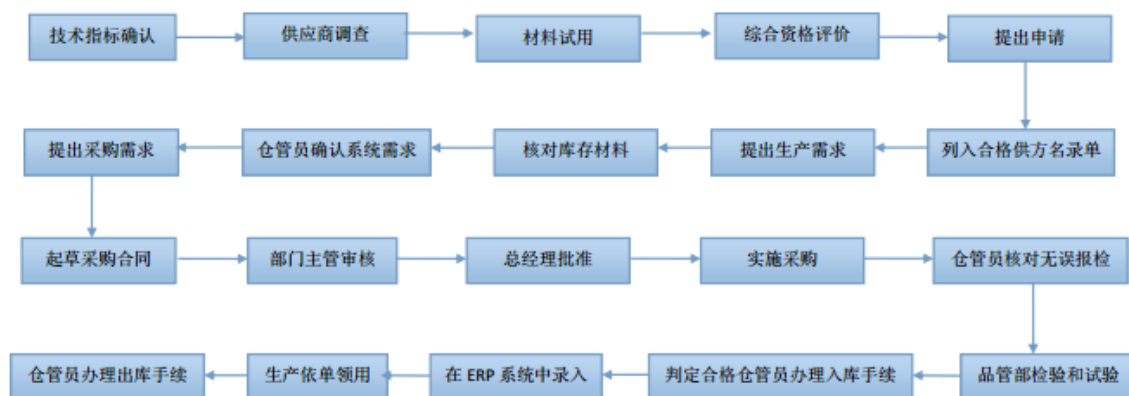 技术指标确认
供应商调查
材料试用
综合资格评价
提出申请
列入合格供方名录单
提出生产需求
核对库存材料
仓管员确认系统需求
提出采购需求
起草采购合同
部门主管审核
总经理批准
实施采购
仓管员核对无误报检
品管部检验和试验
判定合格仓管员办理入库手续
在 ERP 系统中录入
生产依单领用
仓管员办理出库手续